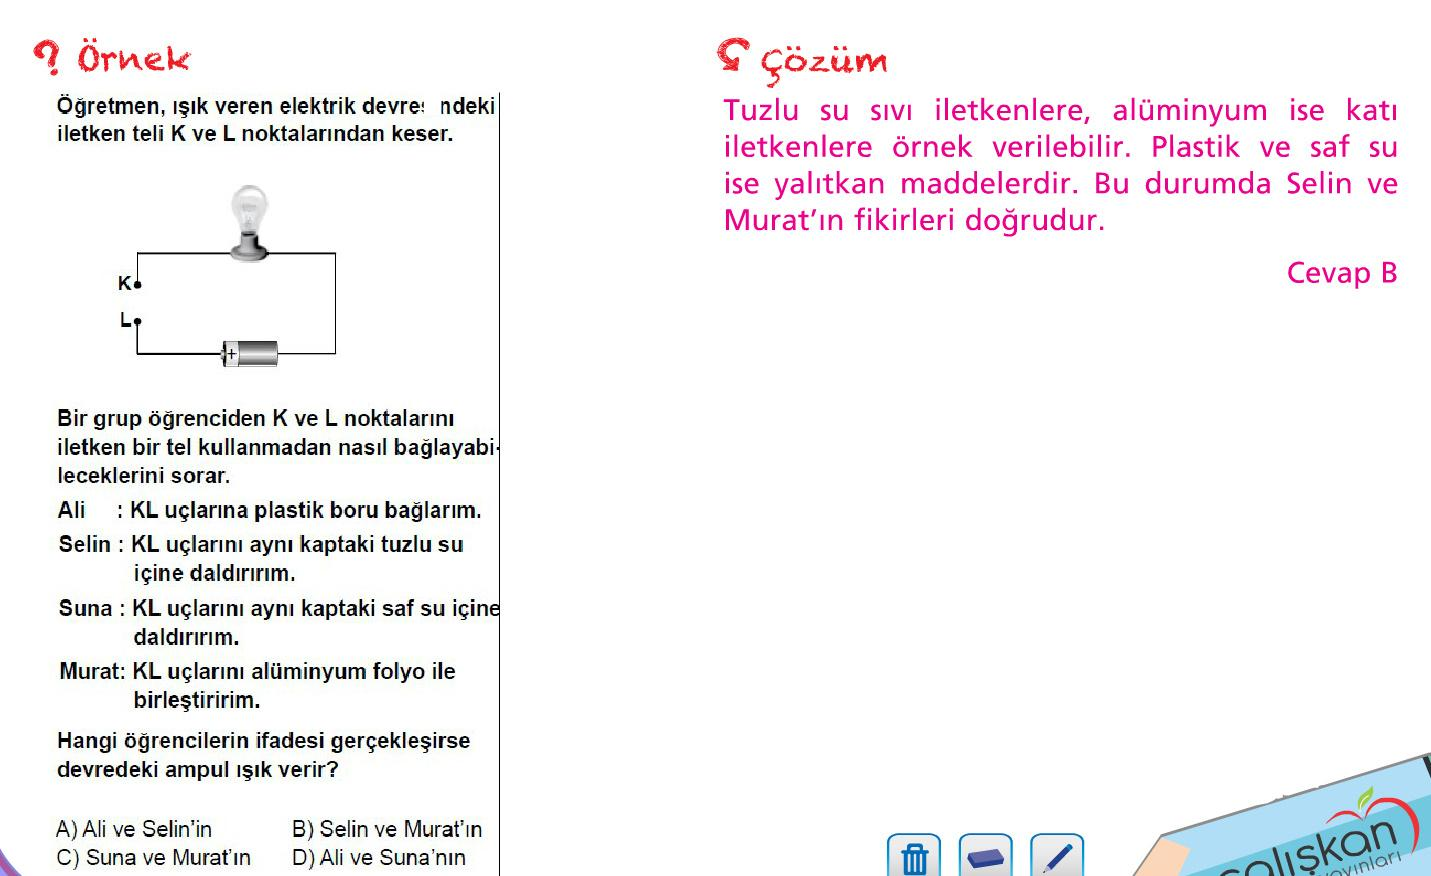 ? Örnek
Öğretmen, ışık veren elektrik devre ndeki
iletken teli K ve L noktalarından keser.
K
L
+
Bir grup öğrenciden K ve L noktalarını
iletken bir tel kullanmadan nasıl bağlayabi-
leceklerini sorar.
Ali : KL uçlarına plastik boru bağlarım.
Selin : KL uçlarını aynı kaptaki tuzlu su
içine daldırırım.
Suna : KL uçlarını aynı kaptaki saf su içine
daldırırım.
Murat: KL uçlarını alüminyum folyo ile
birleştiririm.
Hangi öğrencilerin ifadesi gerçekleşirse
devredeki ampul ışık verir?
A) Ali ve Selin'in B) Selin ve Murat'ın
C) Suna ve Murat'ın D) Ali ve Suna'nın
Çözüm
Tuzlu su sıvı iletkenlere, alüminyum ise katı
iletkenlere örnek verilebilir. Plastik ve saf su
ise yalıtkan maddelerdir. Bu durumda Selin ve
Murat'ın fikirleri doğrudur.
Cevap B
çalışkan
yayınları